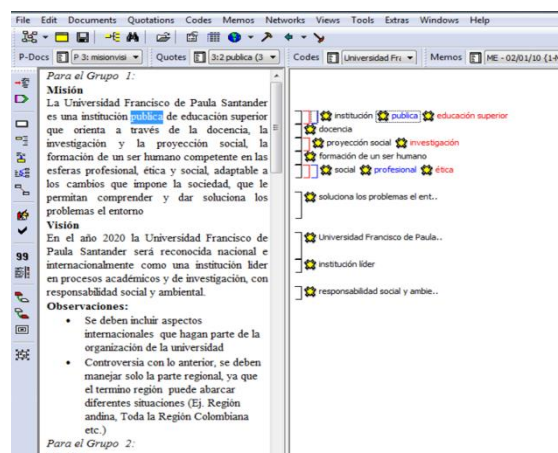 File Edit Documents Quotations Codes Memos Networks Views Tools Extras Windows Help
P-Docs P 3: misionvisi Quotes 3:2 publica (3 Codes Universidad Fra Memos ME - 02/01/10 {1-M
Para el Grupo 1:
Misión
La Universidad Francisco de Paula Santander
es una institución publica de educación superior
que orienta a través de la docencia, la
investigación y la proyección social, la
formación de un ser humano competente en las
esferas profesional, ética y social, adaptable a
los cambios que impone la sociedad, que le
permitan comprender y dar soluciona los
problemas el entorno
Visión
En el año 2020 la Universidad Francisco de
Paula Santander será reconocida nacional e
internacionalmente como una institución líder
en procesos académicos y de investigación, con
responsabilidad social y ambiental.
Observaciones:
• Se deben incluir aspectos
internacionales que hagan parte de la
organización de la universidad
• Controversia con lo anterior, se deben
manejar solo la parte regional, ya que
el termino región puede abarcar
diferentes situaciones (Ej. Región
andina, Toda la Región Colombiana
etc.)
Para el Grupo 2:
institución publica educación superior
docencia
proyección social investigación
formación de un ser humano
social profesional ética
soluciona los problemas el ent..
Universidad Francisco de Paula..
institución líder
responsabilidad social y ambie..
99